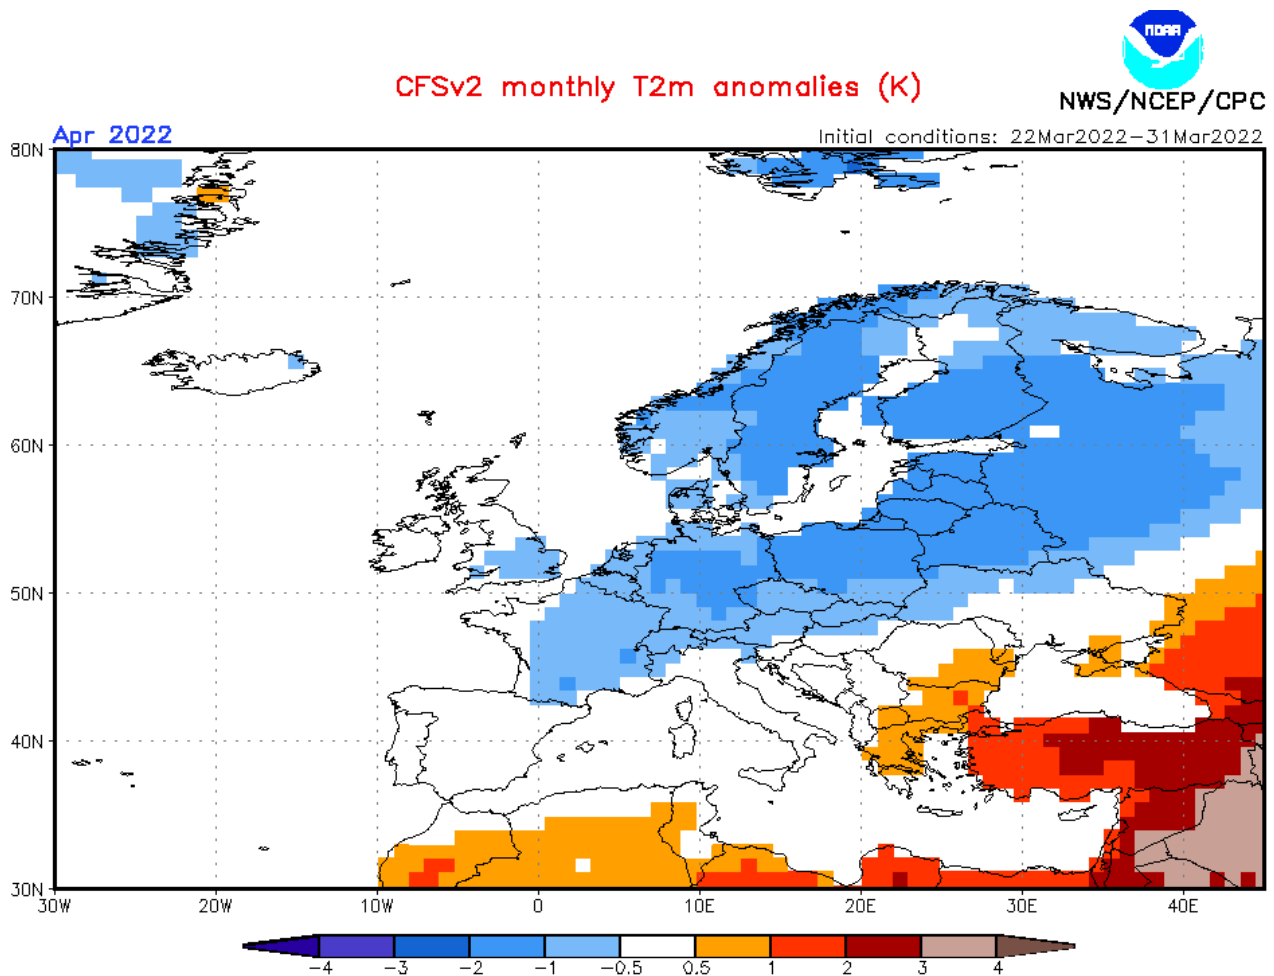 NOAA
CFSv2 monthly T2m anomalies (K)
NWS/NCEP/CPC
Apr 2022
Initial conditions: 22Mar2022−31Mar2022
80N
70N
60N
50N
40N
30N
30W 20W 10W 0 10E 20E 30E 40E
−4 −3 −2 −1 −0.5 0.5 1 2 3 4